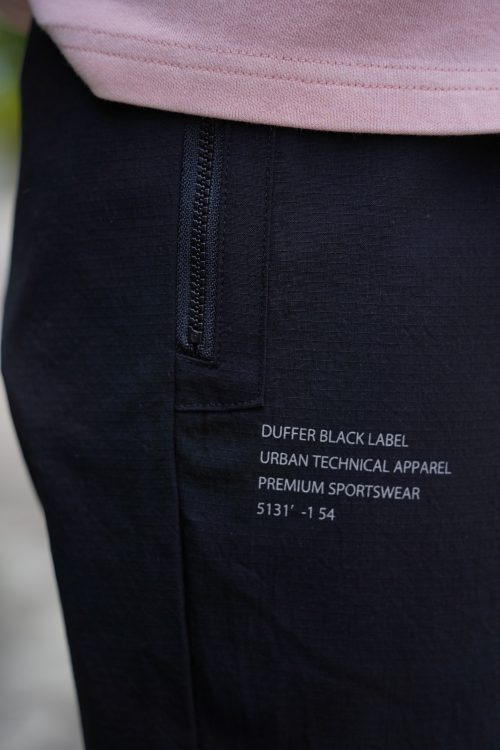 DUFFER BLACK LABEL
URBAN TECHNICAL APPAREL
PREMIUM SPORTSWEAR
5131′ -1 54